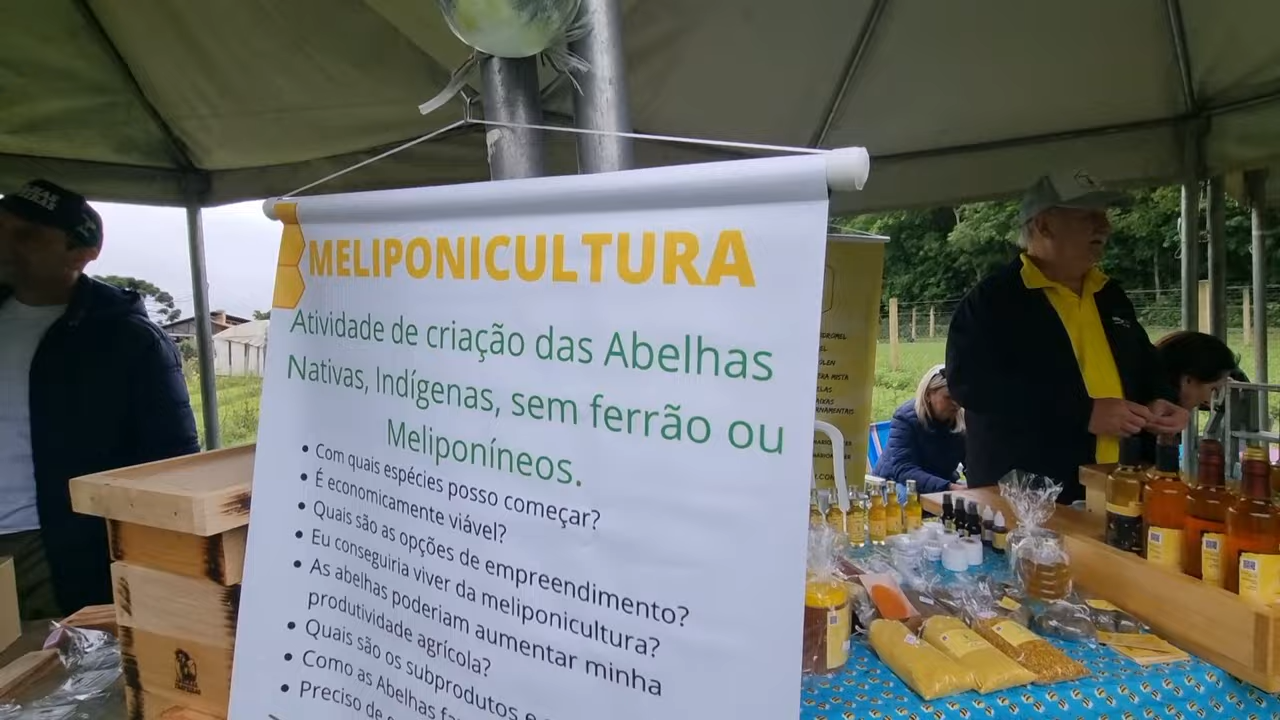 MELIPONICULTURA
Atividade de criação das Abelhas
Nativas, Indígenas, sem ferrão ou
Meliponíneos.
• Com quais espécies posso começar?
• É economicamente viável?
• Quais são as opções de empreendimento?
• Eu conseguiria viver da meliponicultura?
• As abelhas poderiam aumentar minha
produtividade agrícola?
• Quais são os subprodutos e
• Como as Abelhas
• Preciso de